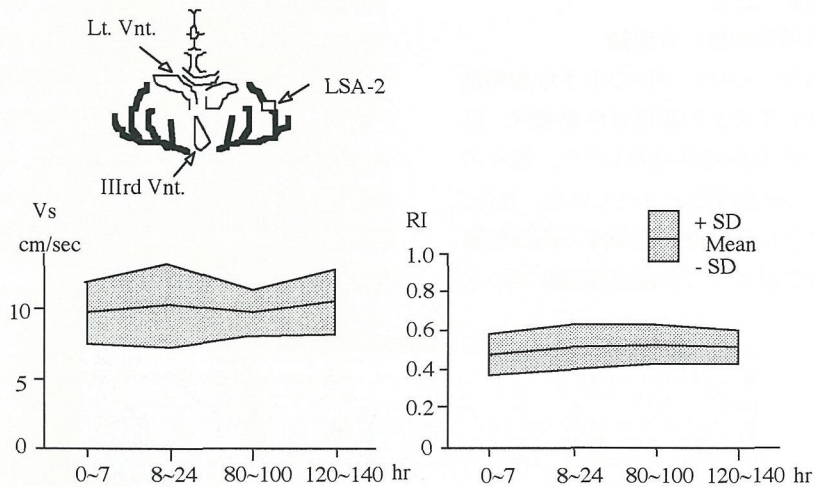 Lt. Vnt.
LSA-2
IIIrd Vnt.
Vs
cm/sec
10
5
0
0~7 8~24 80~100 120~140 hr
RI
+ SD
Mean
- SD
1.0
0.8
0.6
0.4
0.2
0
0~7 8~24 80~100 120~140 hr